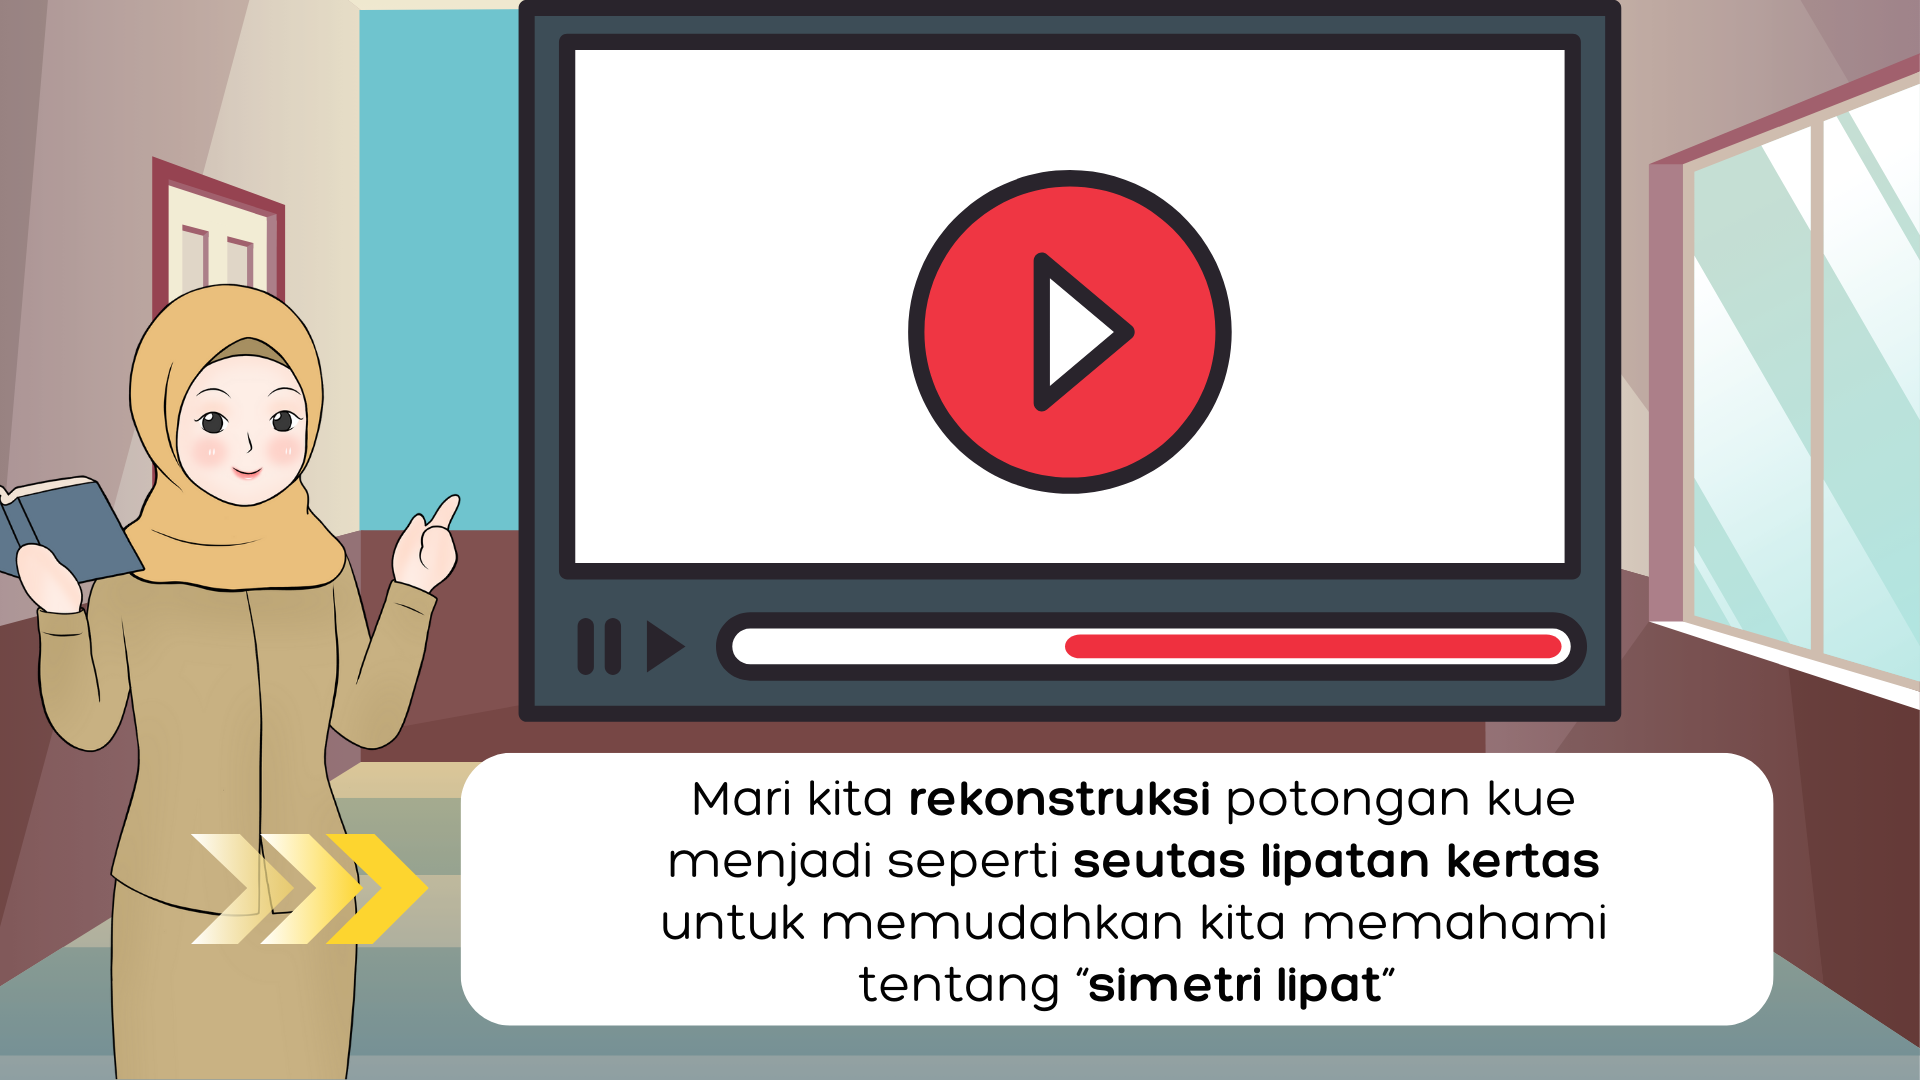 Mari kita rekonstruksi potongan kue
menjadi seperti seutas lipatan kertas
untuk memudahkan kita memahami
tentang “simetri lipat”